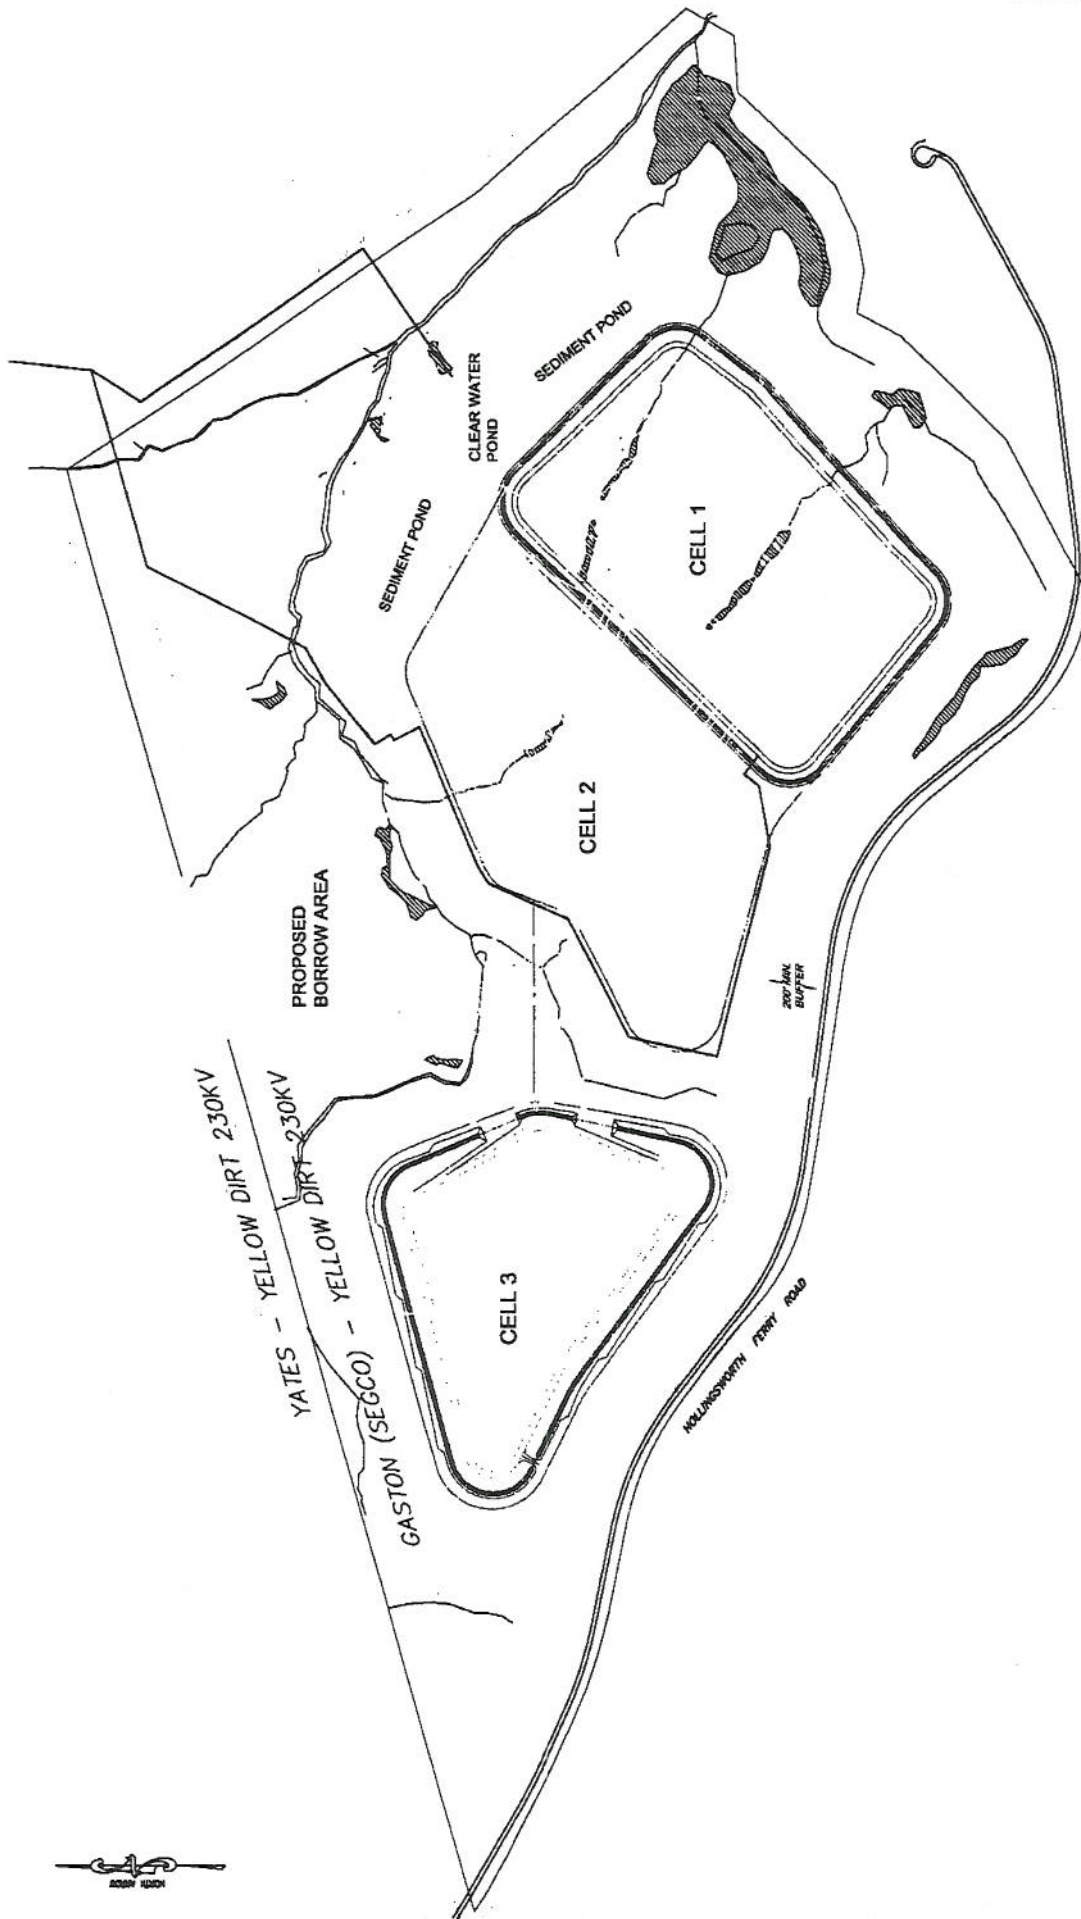 SEDIMENT POND
CLEAR WATER
POND
SEDIMENT POND
CELL 1
CELL 2
PROPOSED
BORROW AREA
200' MIN.
BUFFER
YATES - YELLOW DIRT 230KV
GASTON (SEGCO) - YELLOW DIRT 230KV
CELL 3
HOLLINGSWORTH FERRY ROAD